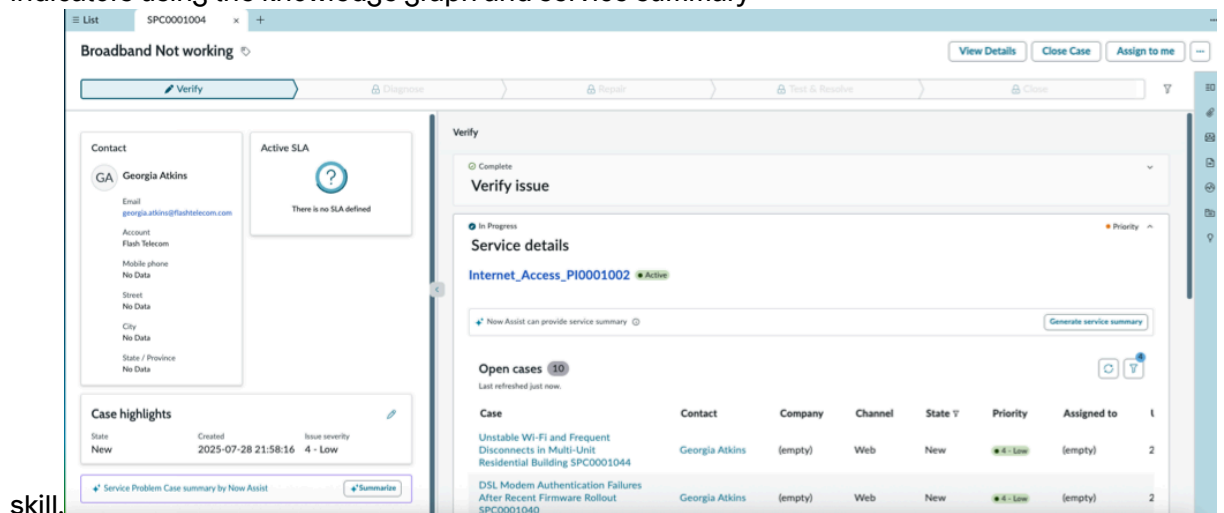 indicators using the knowledge graph and service summary
List
SPC0001004
Broadband Not working
View Details
Close Case
Assign to me
Verify
Diagnose
Repair
Test & Resolve
Close
Contact
GA
Georgia Atkins
Email
georgia.atkins@flashtelecom.com
Account
Flash Telecom
Mobile phone
No Data
Street
No Data
City
No Data
State / Province
No Data
Active SLA
There is no SLA defined
Case highlights
State
Created
Issue severity
New
2025-07-28 21:58:16
4 - Low
Service Problem Case summary by Now Assist
Summarize
Verify
Complete
Verify issue
In Progress
Priority
Service details
Internet_Access_PI0001002
Active
Now Assist can provide service summary
Generate service summary
Open cases 10
4
Last refreshed just now.
Case Contact Company Channel State Priority Assigned to
Unstable Wi-Fi and Frequent
Disconnects in Multi-Unit
Residential Building SPC0001044
Georgia Atkins (empty) Web New 4 - Low (empty) 2
DSL Modem Authentication Failures
After Recent Firmware Rollout
SPC0001040
Georgia Atkins (empty) Web New 4 - Low (empty) 2
skill.